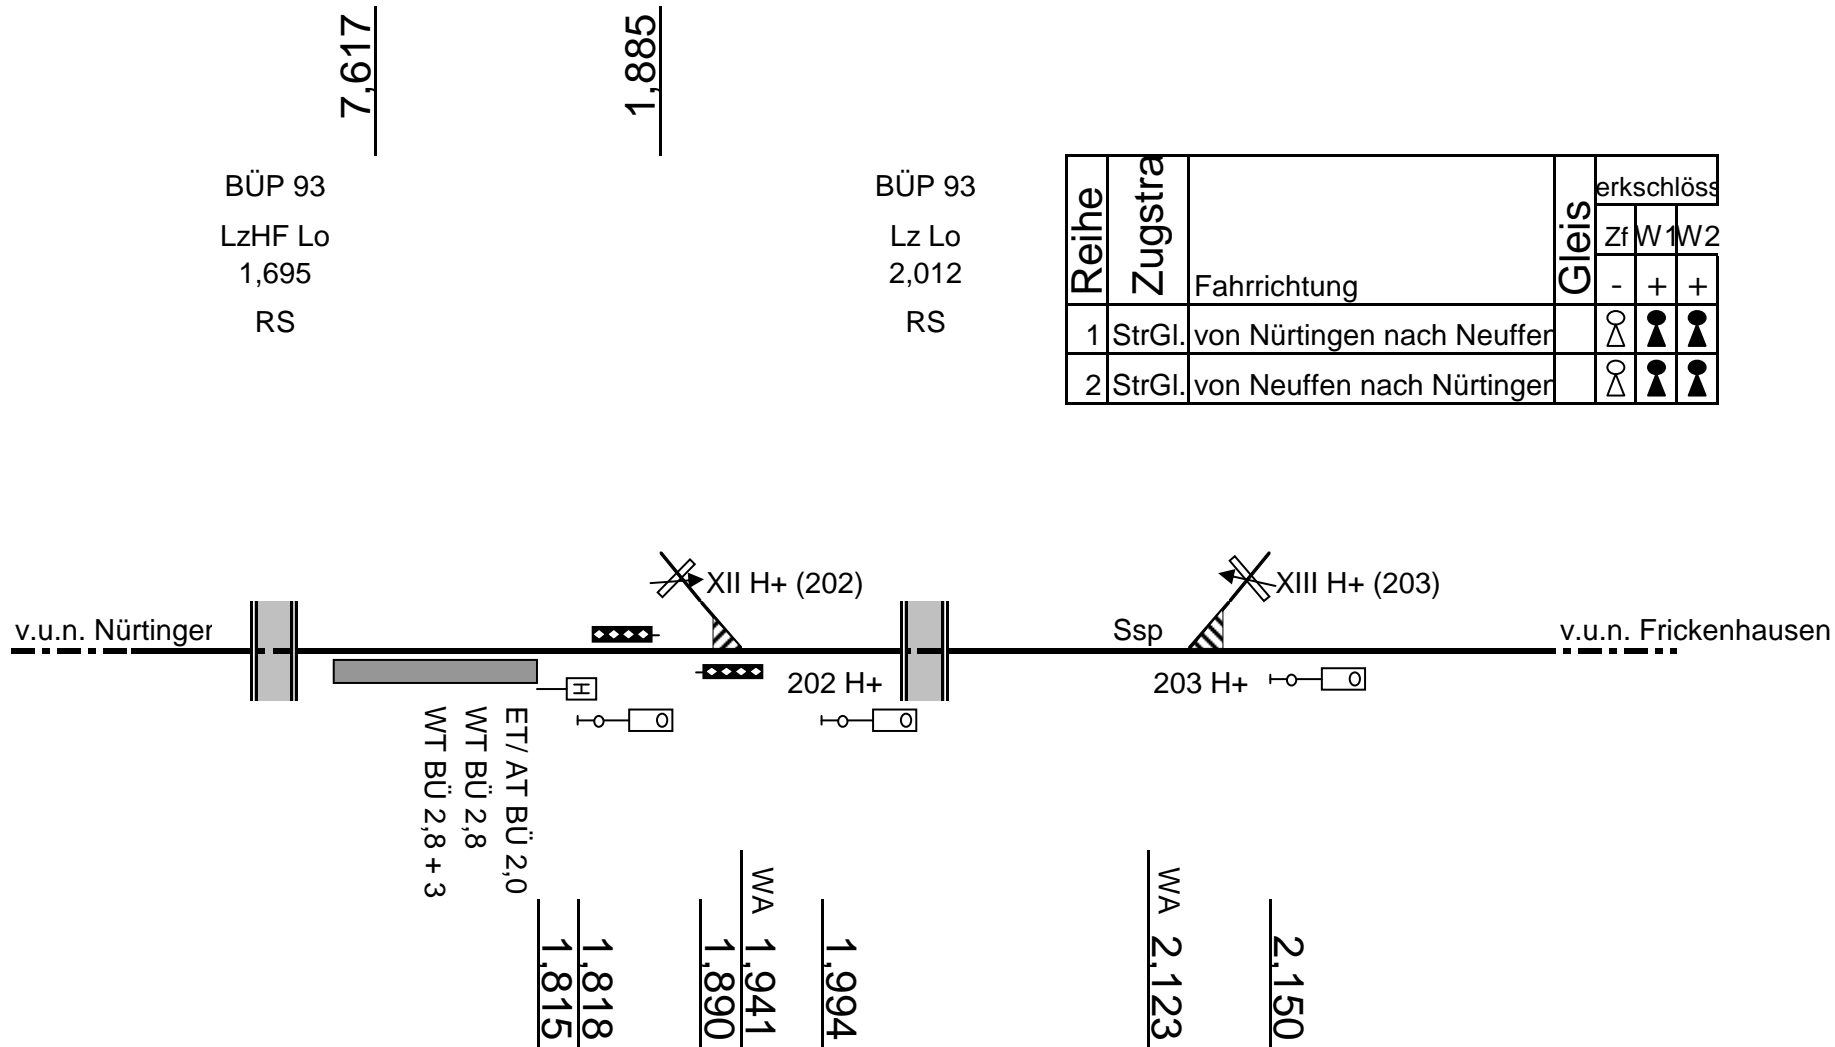 7,617
1,885
BÜP 93
LzHF Lo
1,695
RS
BÜP 93
Lz Lo
2,012
RS
Reihe
Zugstra
Fahrrichtung
Gleis
erkschlöss
Zf W1 W2
- + +
1 StrGl. von Nürtingen nach Neuffen
2 StrGl. von Neuffen nach Nürtingen
XII H+ (202)
XIII H+ (203)
v.u.n. Nürtingen
Ssp
v.u.n. Frickenhausen
202 H+
203 H+
H
WT BÜ 2,8 + 3
WT BÜ 2,8
ET/ AT BÜ 2,0
1,815
1,818
1,890
WA 1,941
1,994
WA 2,123
2,150